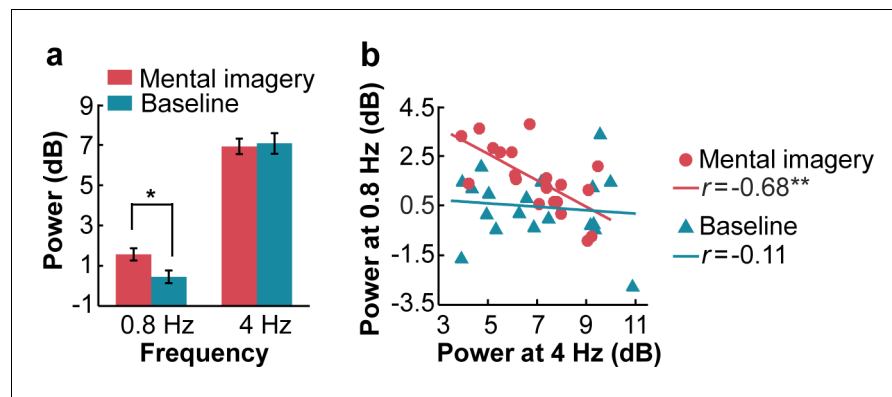 a
Mental imagery
Baseline
9
7
5
3
1
-1
Power (dB)
*
0.8 Hz
4 Hz
Frequency
b
4.5
2.5
0.5
-1.5
-3.5
Power at 0.8 Hz (dB)
3 5 7 9 11
Power at 4 Hz (dB)
Mental imagery
r=-0.68**
Baseline
r=-0.11